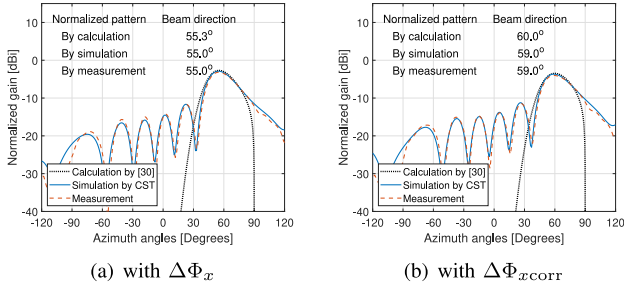 Normalized pattern Beam direction
By calculation 55.3°
By simulation 55.0°
By measurement 55.0°
Normalized gain [dBi]
0
-10
-20
-30
-40
Calculation by [30]
Simulation by CST
Measurement
-120 -90 -60 -30 0 30 60 90 120
Azimuth angles [Degrees]
(a) with ΔΦx
Normalized pattern Beam direction
By calculation 60.0°
By simulation 59.0°
By measurement 59.0°
Normalized gain [dBi]
0
-10
-20
-30
-40
Calculation by [30]
Simulation by CST
Measurement
-120 -90 -60 -30 0 30 60 90 120
Azimuth angles [Degrees]
(b) with ΔΦxcorr